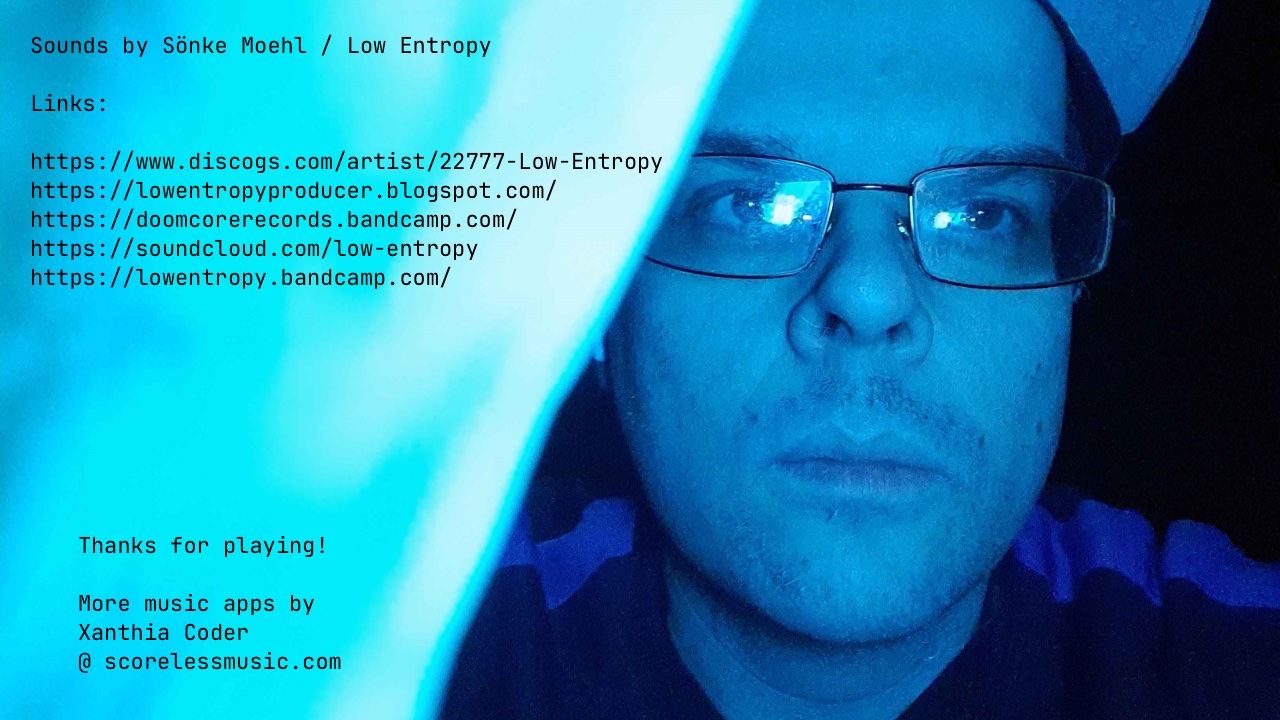 Sounds by Sönke Moehl / Low Entropy
Links:
https://www.discogs.com/artist/22777-Low-Entropy
https://lowentropyproducer.blogspot.com/
https://doomcorerecords.bandcamp.com/
https://soundcloud.com/low-entropy
https://lowentropy.bandcamp.com/
Thanks for playing!
More music apps by
Xanthia Coder
@ scorelessmusic.com